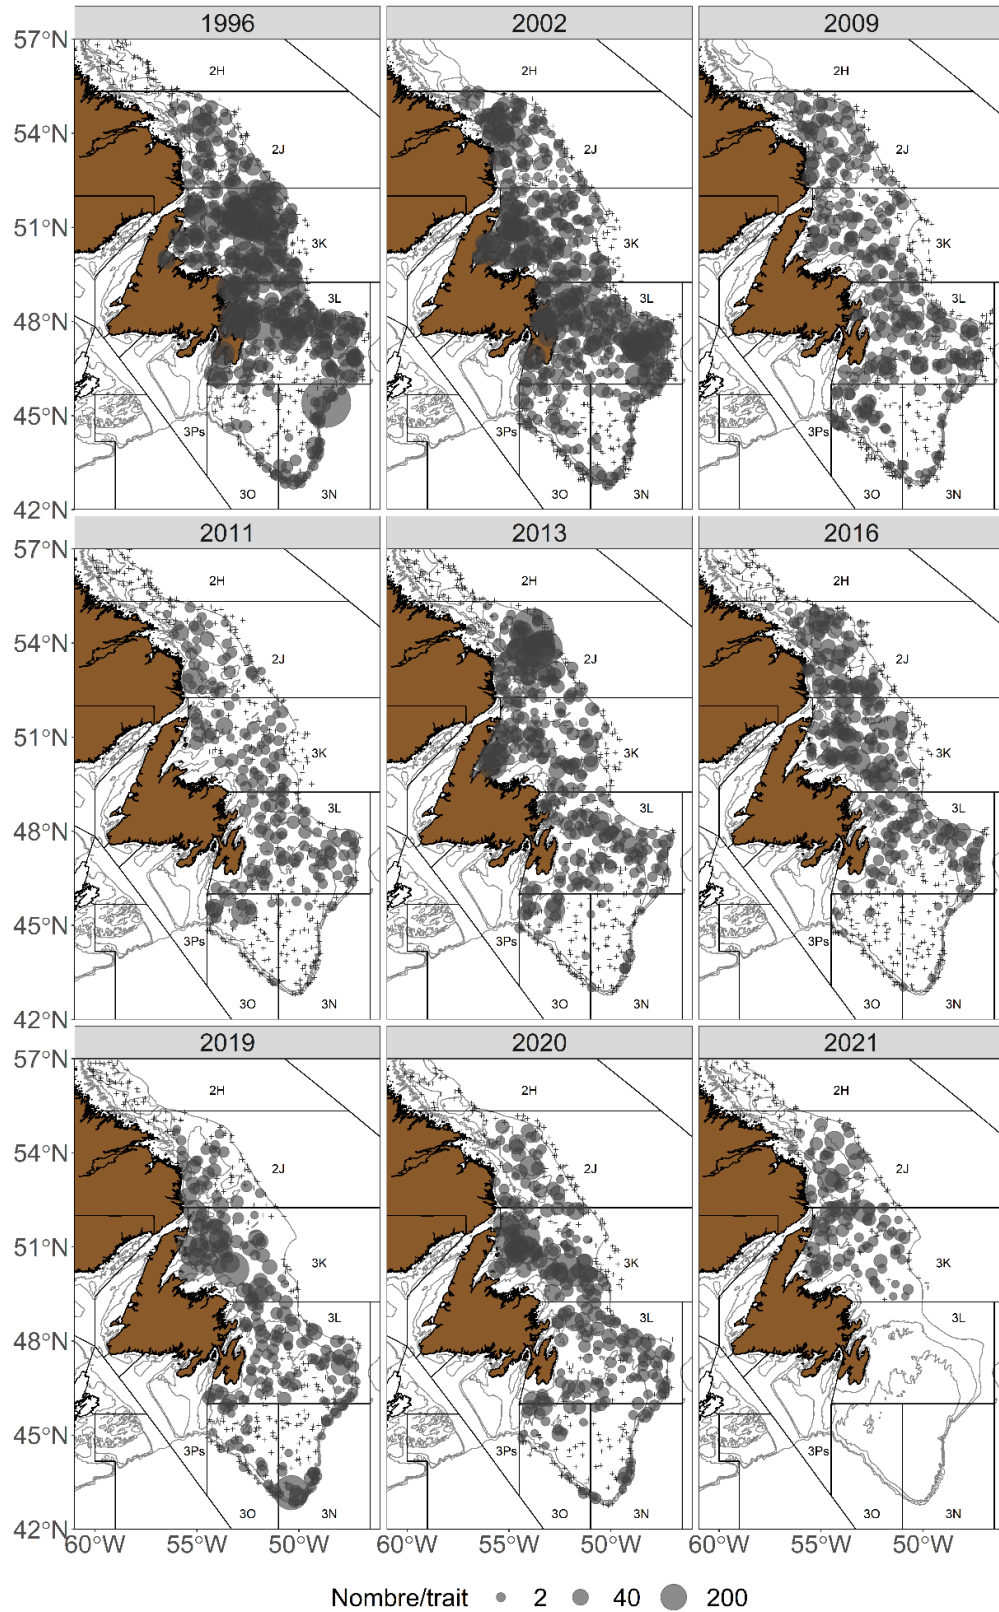 1996 2002 2009
57°N 2H 2H 2H
54°N 2J 2J 2J
51°N 3K 3K 3K
48°N 3L 3L 3L
45°N 3Ps 3Ps 3Ps
42°N 3O 3N 3O 3N 3O 3N
2011 2013 2016
57°N 2H 2H 2H
54°N 2J 2J 2J
51°N 3K 3K 3K
48°N 3L 3L 3L
45°N 3Ps 3Ps 3Ps
42°N 3O 3N 3O 3N 3O 3N
2019 2020 2021
57°N 2H 2H 2H
54°N 2J 2J 2J
51°N 3K 3K 3K
48°N 3L 3L 3L
45°N 3Ps 3Ps 3Ps
42°N 3O 3N 3O 3N 3O 3N
60°W 55°W 50°W 60°W 55°W 50°W 60°W 55°W 50°W
Nombre/trait 2 40 200